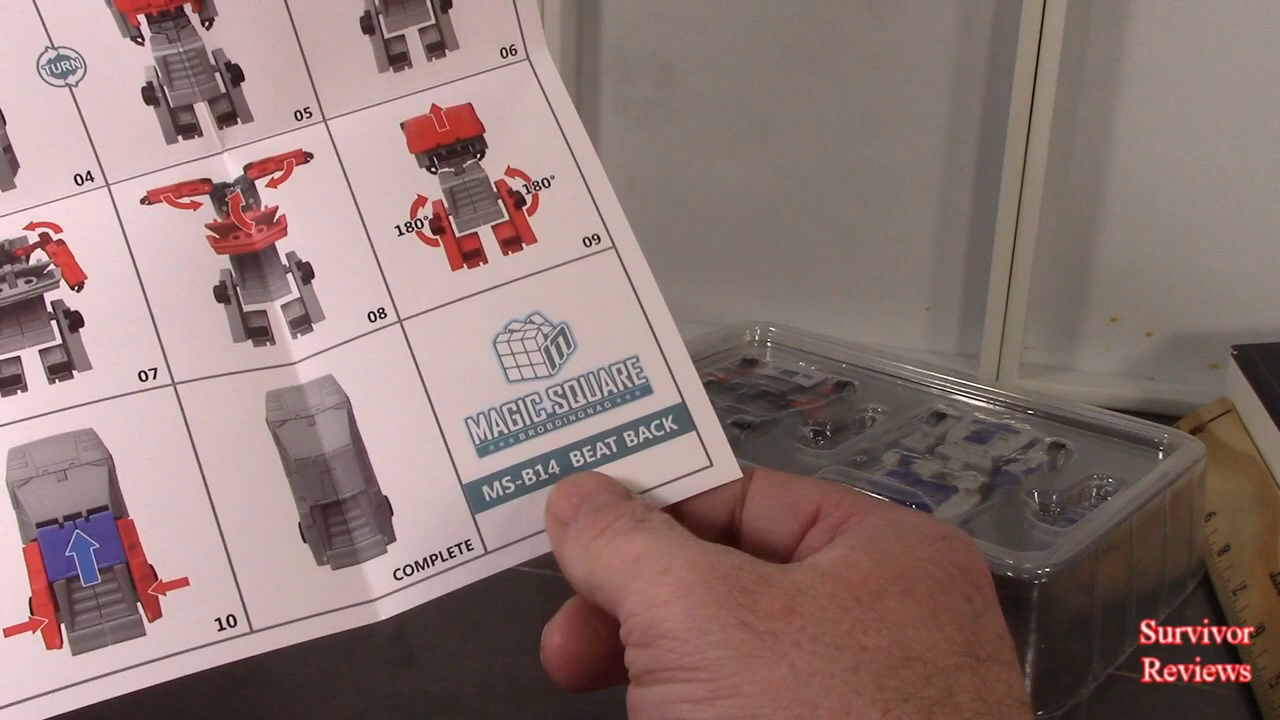 TURN
06
05
04
180°
180°
09
08
07
MAGIC SQUARE
BROBDINGNAG
MS-B14 BEAT BACK
COMPLETE
10
Survivor
Reviews